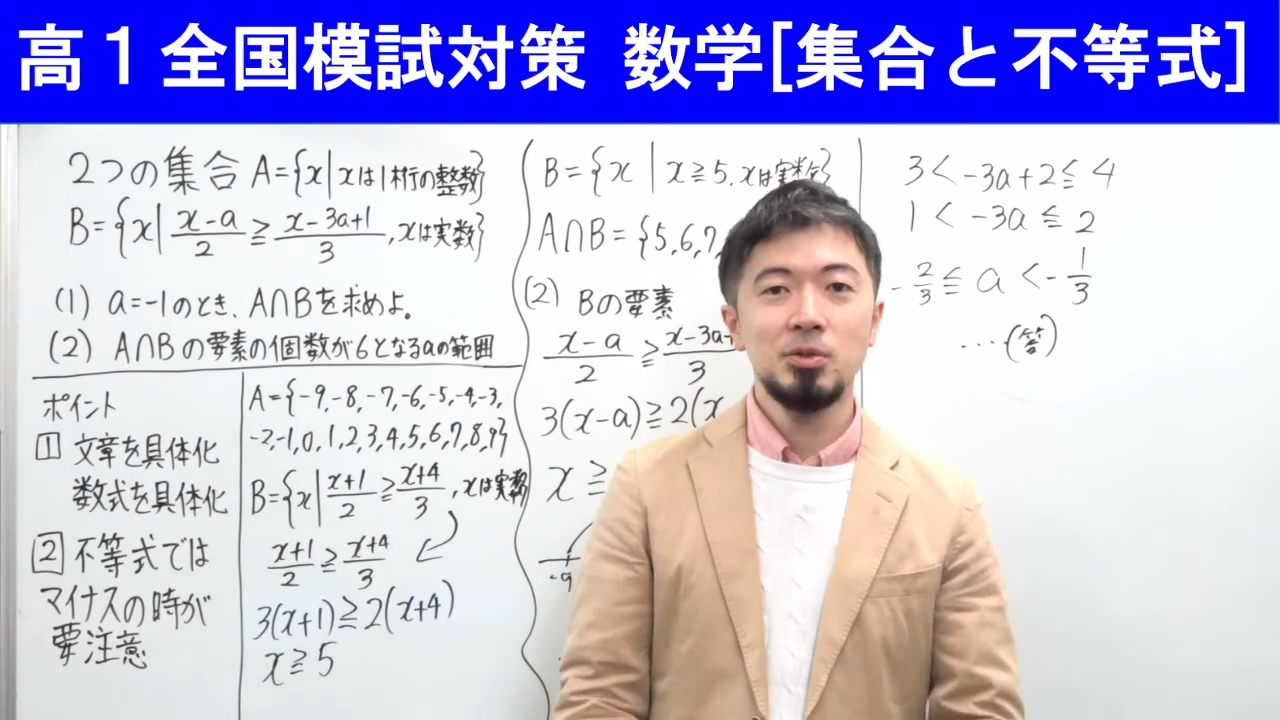 高１全国模試対策 数学[集合と不等式]
2つの集合 A={x|xは1桁の整数}
B={x|(x-a)/2≧(x-3a+1)/3,xは実数}
(1) a=-1のとき、A∩Bを求めよ。
(2) A∩Bの要素の個数が6となるaの範囲
ポイント
1 文章を具体化
数式を具体化
2 不等式では
マイナスの時が
要注意
A={-9,-8,-7,-6,-5,-4,-3,
-2,-1,0,1,2,3,4,5,6,7,8,9}
B={x|(x+1)/2≧(x+4)/3,xは実数
(x+1)/2≧(x+4)/3
3(x+1)≧2(x+4)
x≧5
B={x|x≧5.xは実数}
A∩B={5,6,7,
(2) Bの要素
(x-a)/2≧(x-3a+
3
3(x-a)≧2(x
x≧
-9
3<-3a+2≦4
1<-3a≦2
-2/3≦a<-1/3
…(答)